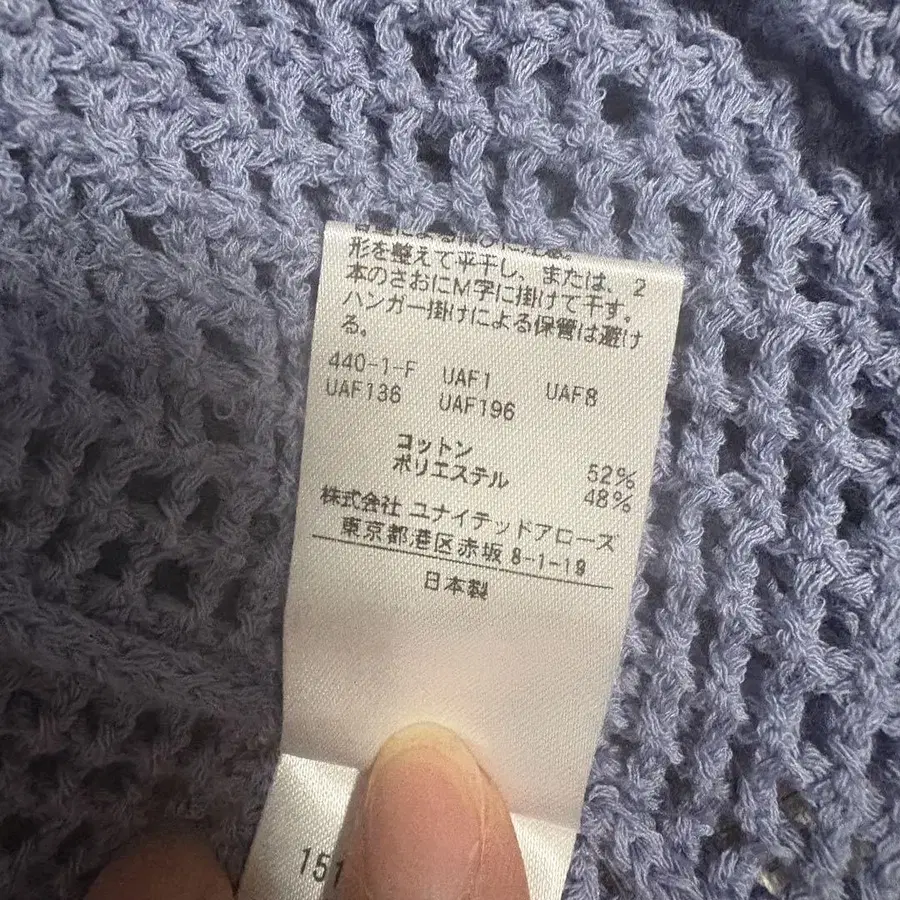 形を整えて平干し、または、2
本のさおにM字に掛けて干す。
ハンガー掛けによる保管は避け
る。
440-1-F UAF1 UAF8
UAF136 UAF196
コットン 52%
ポリエステル 48%
株式会社 ユナイテッドアローズ
東京都港区赤坂 8-1-19
日本製
151